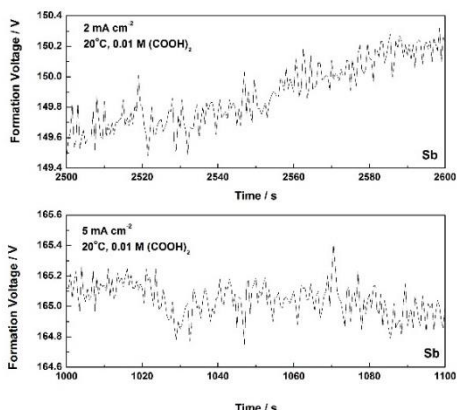 150.4
2 mA cm⁻²
20°C, 0.01 M (COOH)₂
150.2
150.0
149.8
149.6
149.4
Formation Voltage / V
Sb
2500 2520 2540 2560 2580 2600
Time / s
166.6
5 mA cm⁻²
20°C, 0.01 M (COOH)₂
165.4
165.2
165.0
164.8
164.6
Formation Voltage / V
Sb
1000 1020 1040 1060 1080 1100
Time / s